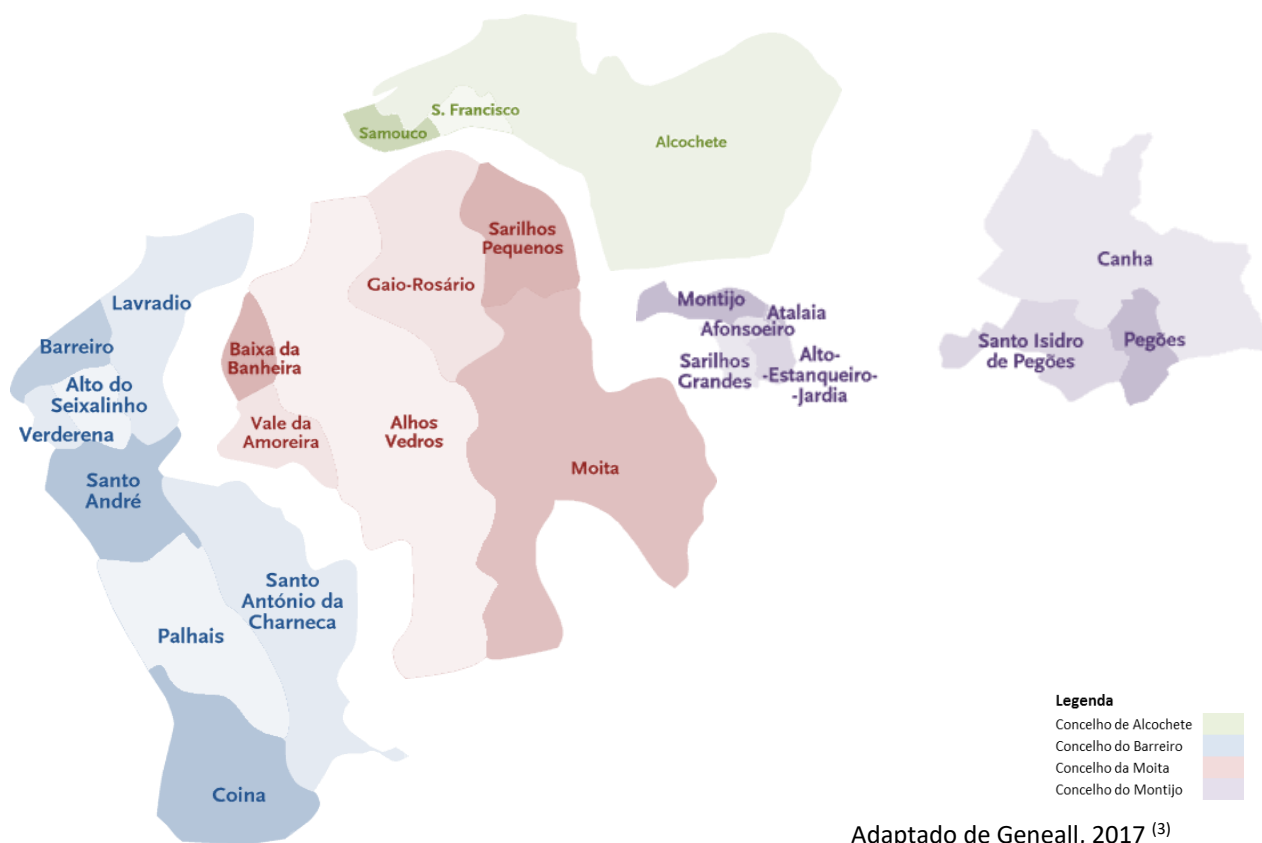 S. Francisco
Samouco
Alcochete
Sarilhos
Pequenos
Gaio-Rosário
Baixa da
Banheira
Vale da
Amoreira
Alhos
Vedros
Moita
Lavradio
Barreiro
Alto do
Seixalinho
Verderena
Santo
André
Santo
António da
Charneca
Palhais
Coina
Montijo
Atalaia
Afonsoeiro
Sarilhos
Grandes
Alto-
-Estanqueiro-
-Jardia
Canha
Santo Isidro
de Pegões
Pegões
Legenda
Concelho de Alcochete
Concelho do Barreiro
Concelho da Moita
Concelho do Montijo
Adaptado de Geneall, 2017 (3)